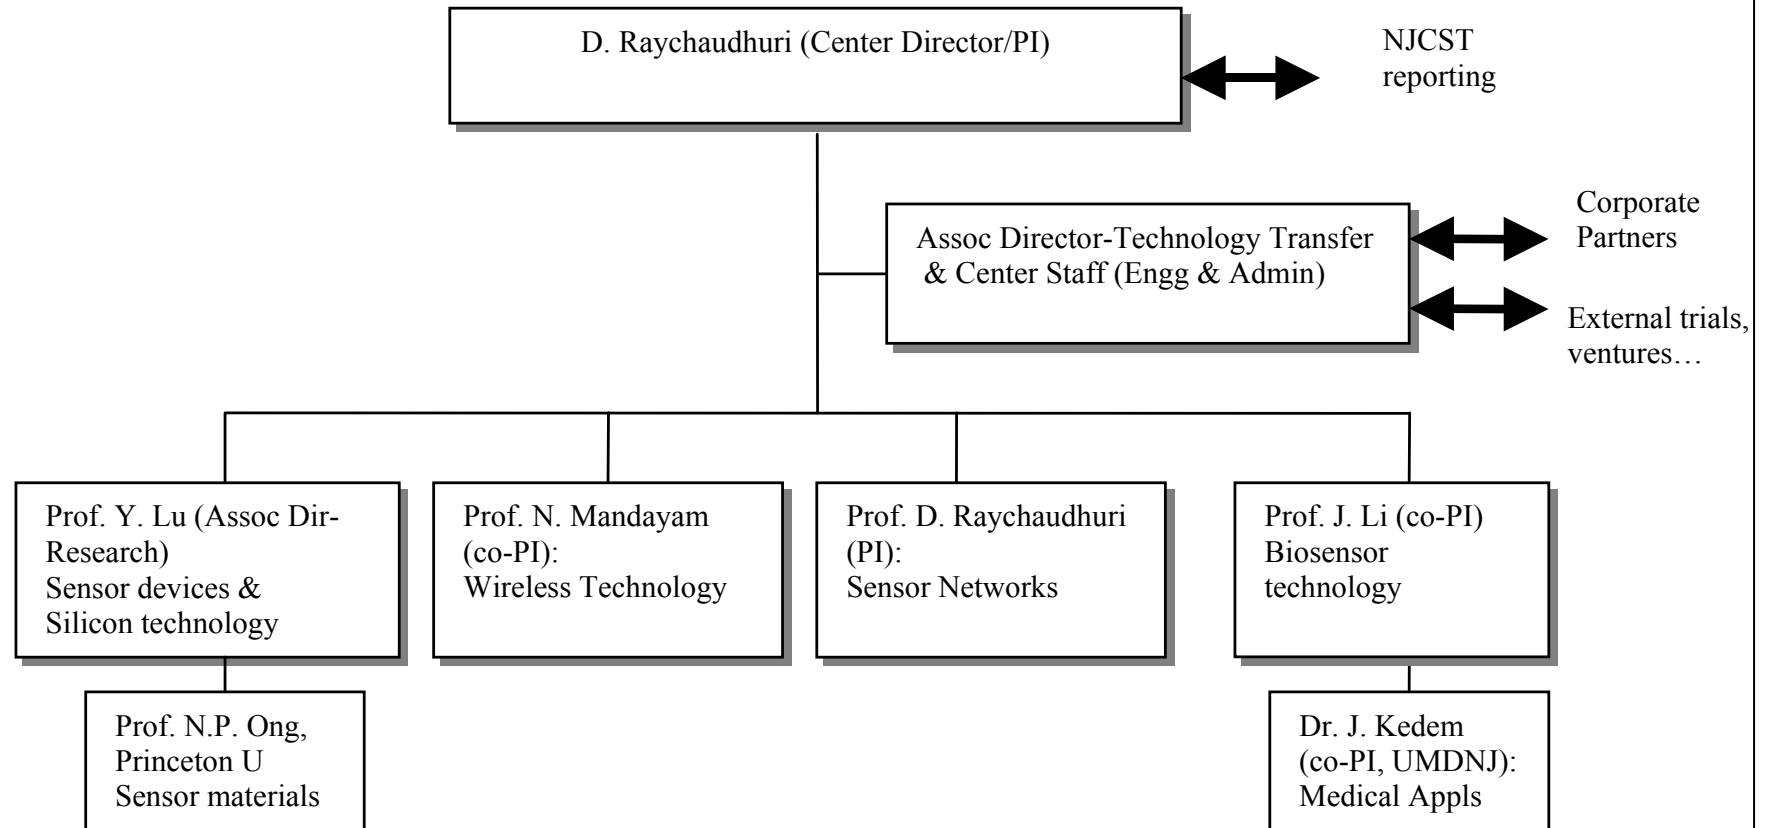 D. Raychaudhuri (Center Director/PI)
NJCST
reporting
Assoc Director-Technology Transfer
& Center Staff (Engg & Admin)
Corporate
Partners
External trials,
ventures…
Prof. Y. Lu (Assoc Dir-
Research)
Sensor devices &
Silicon technology
Prof. N. Mandayam
(co-PI):
Wireless Technology
Prof. D. Raychaudhuri
(PI):
Sensor Networks
Prof. J. Li (co-PI)
Biosensor
technology
Prof. N.P. Ong,
Princeton U
Sensor materials
Dr. J. Kedem
(co-PI, UMDNJ):
Medical Appls